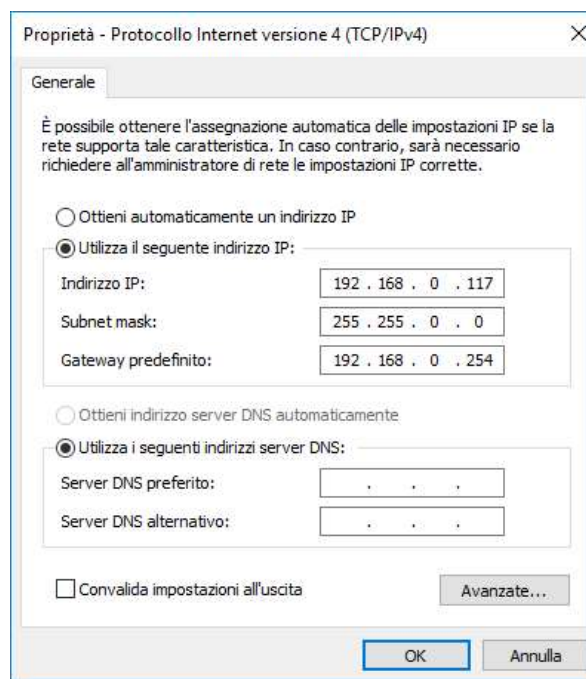 Proprietà - Protocollo Internet versione 4 (TCP/IPv4)
Generale
È possibile ottenere l'assegnazione automatica delle impostazioni IP se la
rete supporta tale caratteristica. In caso contrario, sarà necessario
richiedere all'amministratore di rete le impostazioni IP corrette.
Ottieni automaticamente un indirizzo IP
Utilizza il seguente indirizzo IP:
Indirizzo IP: 192 . 168 . 0 . 117
Subnet mask: 255 . 255 . 0 . 0
Gateway predefinito: 192 . 168 . 0 . 254
Ottieni indirizzo server DNS automaticamente
Utilizza i seguenti indirizzi server DNS:
Server DNS preferito: . . .
Server DNS alternativo: . . .
Convalida impostazioni all'uscita Avanzate...
OK Annulla